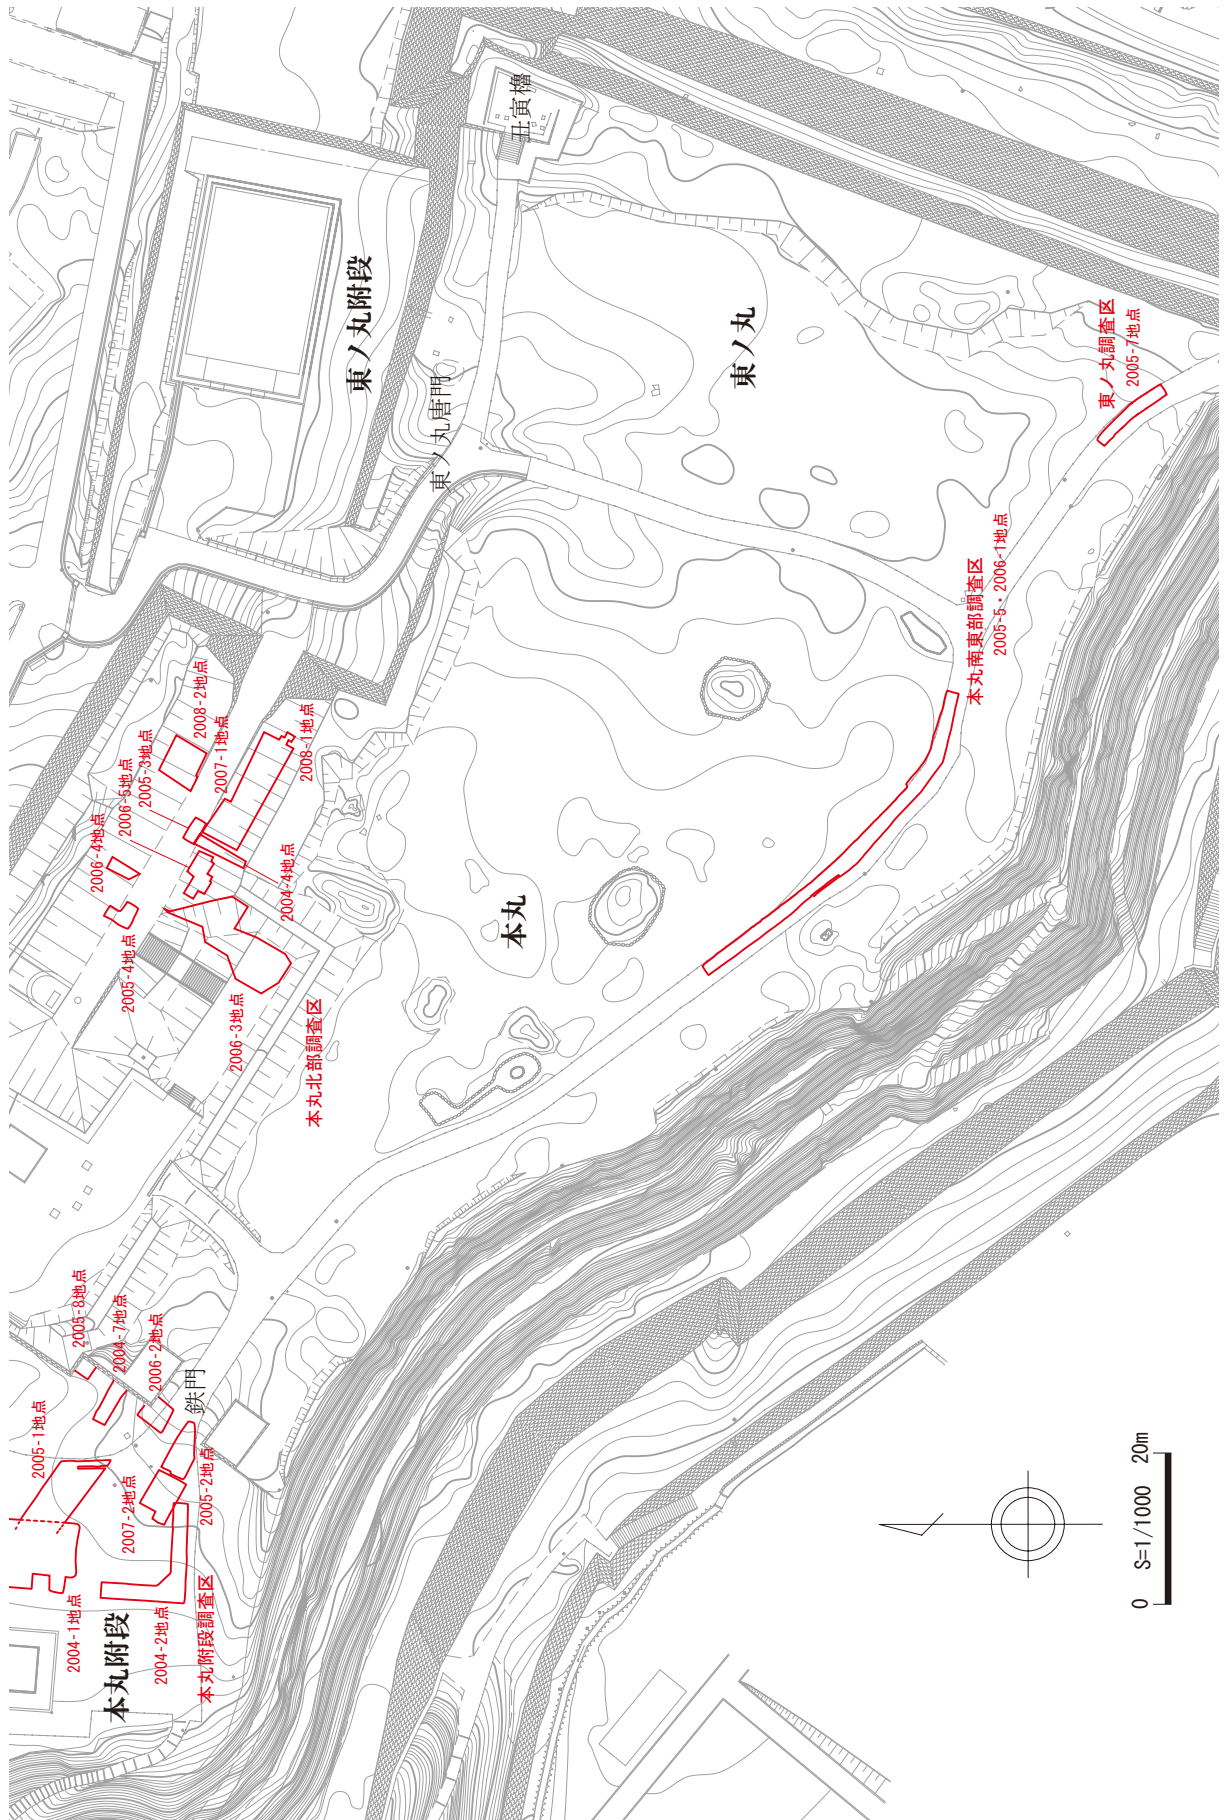 丑寅櫓
東ノ丸附段
東ノ丸唐門
東ノ丸
東ノ丸調査区
2005-7地点
本丸南東部調査区
2005-5・2006-1地点
2008-2地点
2007-1地点
2008-1地点
2005-3地点
2006-5地点
2006-4地点
2004-4地点
2005-4地点
2006-3地点
本丸北部調査区
本丸
2005-8地点
2004-7地点
2006-2地点
鉄門
2005-1地点
2007-2地点
2005-2地点
2004-1地点
2004-2地点
本丸附段
本丸附段調査区
0 S=1/1000 20m